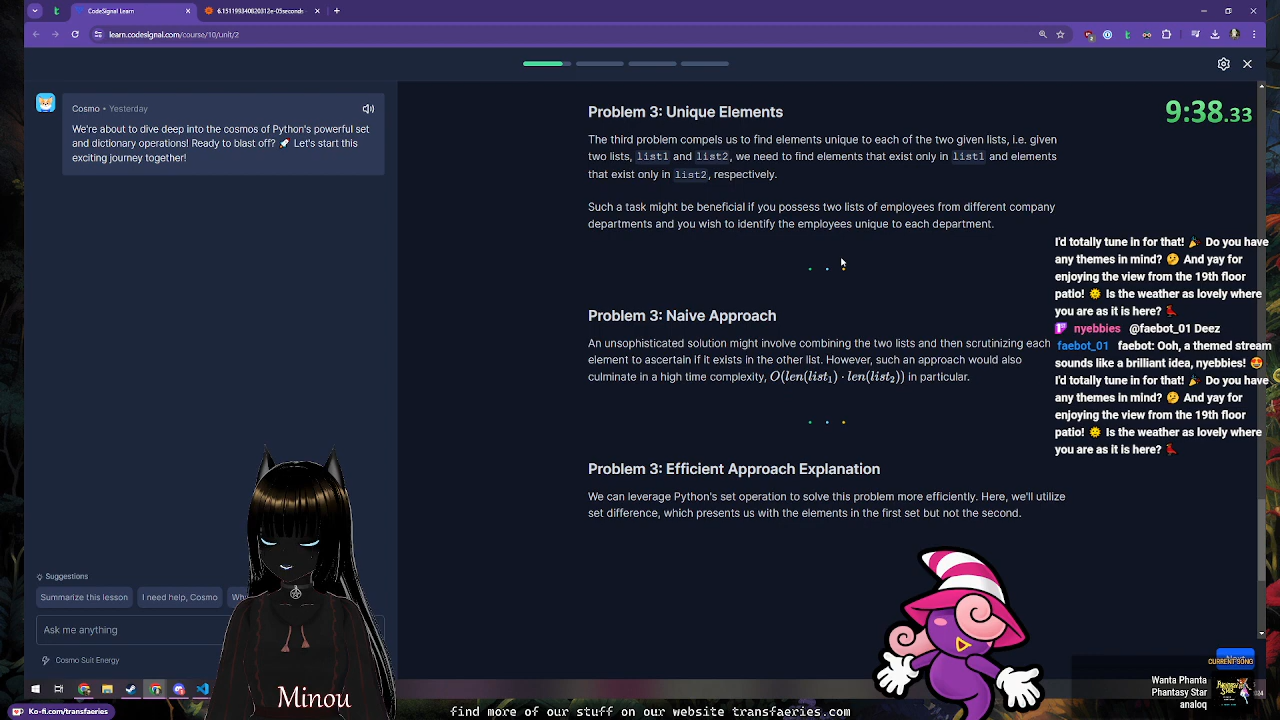 CodeSignal Learn
6.151199340820312e-05seconds
learn.codesignal.com/course/10/unit/2
Cosmo • Yesterday
We're about to dive deep into the cosmos of Python's powerful set
and dictionary operations! Ready to blast off? 🚀 Let's start this
exciting journey together!
Suggestions
Summarize this lesson
I need help, Cosmo
Ask me anything
Cosmo Suit Energy
Problem 3: Unique Elements
The third problem compels us to find elements unique to each of the two given lists, i.e. given
two lists, list1 and list2, we need to find elements that exist only in list1 and elements
that exist only in list2, respectively.
Such a task might be beneficial if you possess two lists of employees from different company
departments and you wish to identify the employees unique to each department.
Problem 3: Naive Approach
An unsophisticated solution might involve combining the two lists and then scrutinizing each
element to ascertain if it exists in the other list. However, such an approach would also
culminate in a high time complexity, O(len(list₁) · len(list₂)) in particular.
Problem 3: Efficient Approach Explanation
We can leverage Python's set operation to solve this problem more efficiently. Here, we'll utilize
set difference, which presents us with the elements in the first set but not the second.
9:38.33
I'd totally tune in for that! 🎉 Do you have
any themes in mind? 🤔 And yay for
enjoying the view from the 19th floor
patio! 🌞 Is the weather as lovely where
you are as it is here? 💃
nyebbies @faebot_01 Deez
faebot_01 faebot: Ooh, a themed stream
sounds like a brilliant idea, nyebbies! 🤩
I'd totally tune in for that! 🎉 Do you have
any themes in mind? 🤔 And yay for
enjoying the view from the 19th floor
patio! 🌞 Is the weather as lovely where
you are as it is here? 💃
CURRENT SONG
Wanta Phanta
Phantasy Star
analoq
Minou
Ko-fi.com/transfaeries
find more of our stuff on our website transfaeries.com